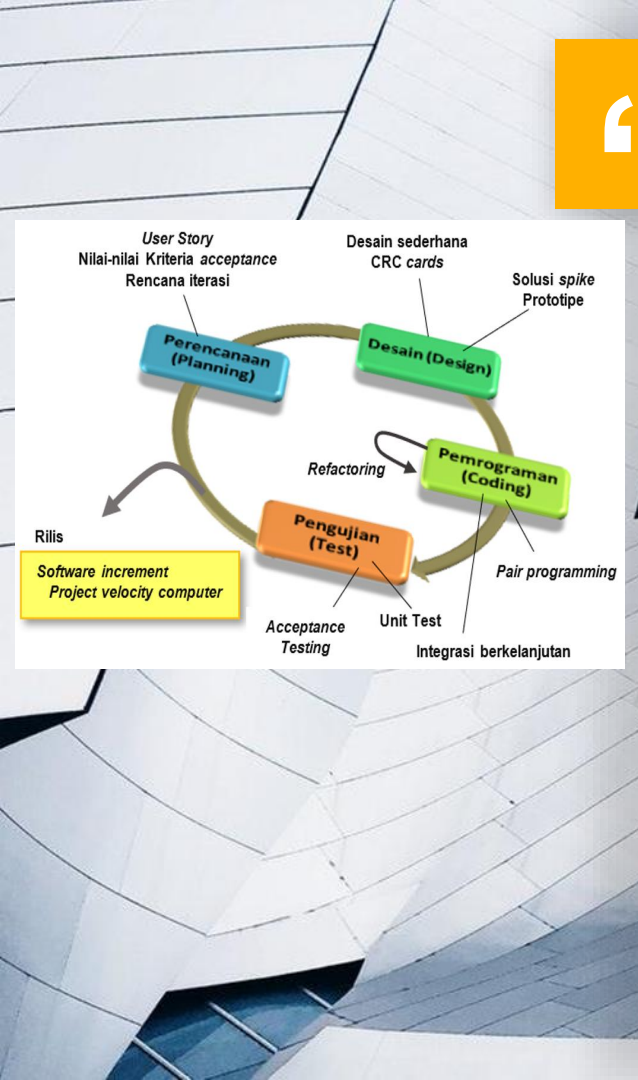 “
User Story
Nilai-nilai Kriteria acceptance
Rencana iterasi
Desain sederhana
CRC cards
Solusi spike
Prototipe
Perencanaan
(Planning)
Desain (Design)
Refactoring
Pemrograman
(Coding)
Pengujian
(Test)
Rilis
Software increment
Project velocity computer
Pair programming
Acceptance
Testing
Unit Test
Integrasi berkelanjutan